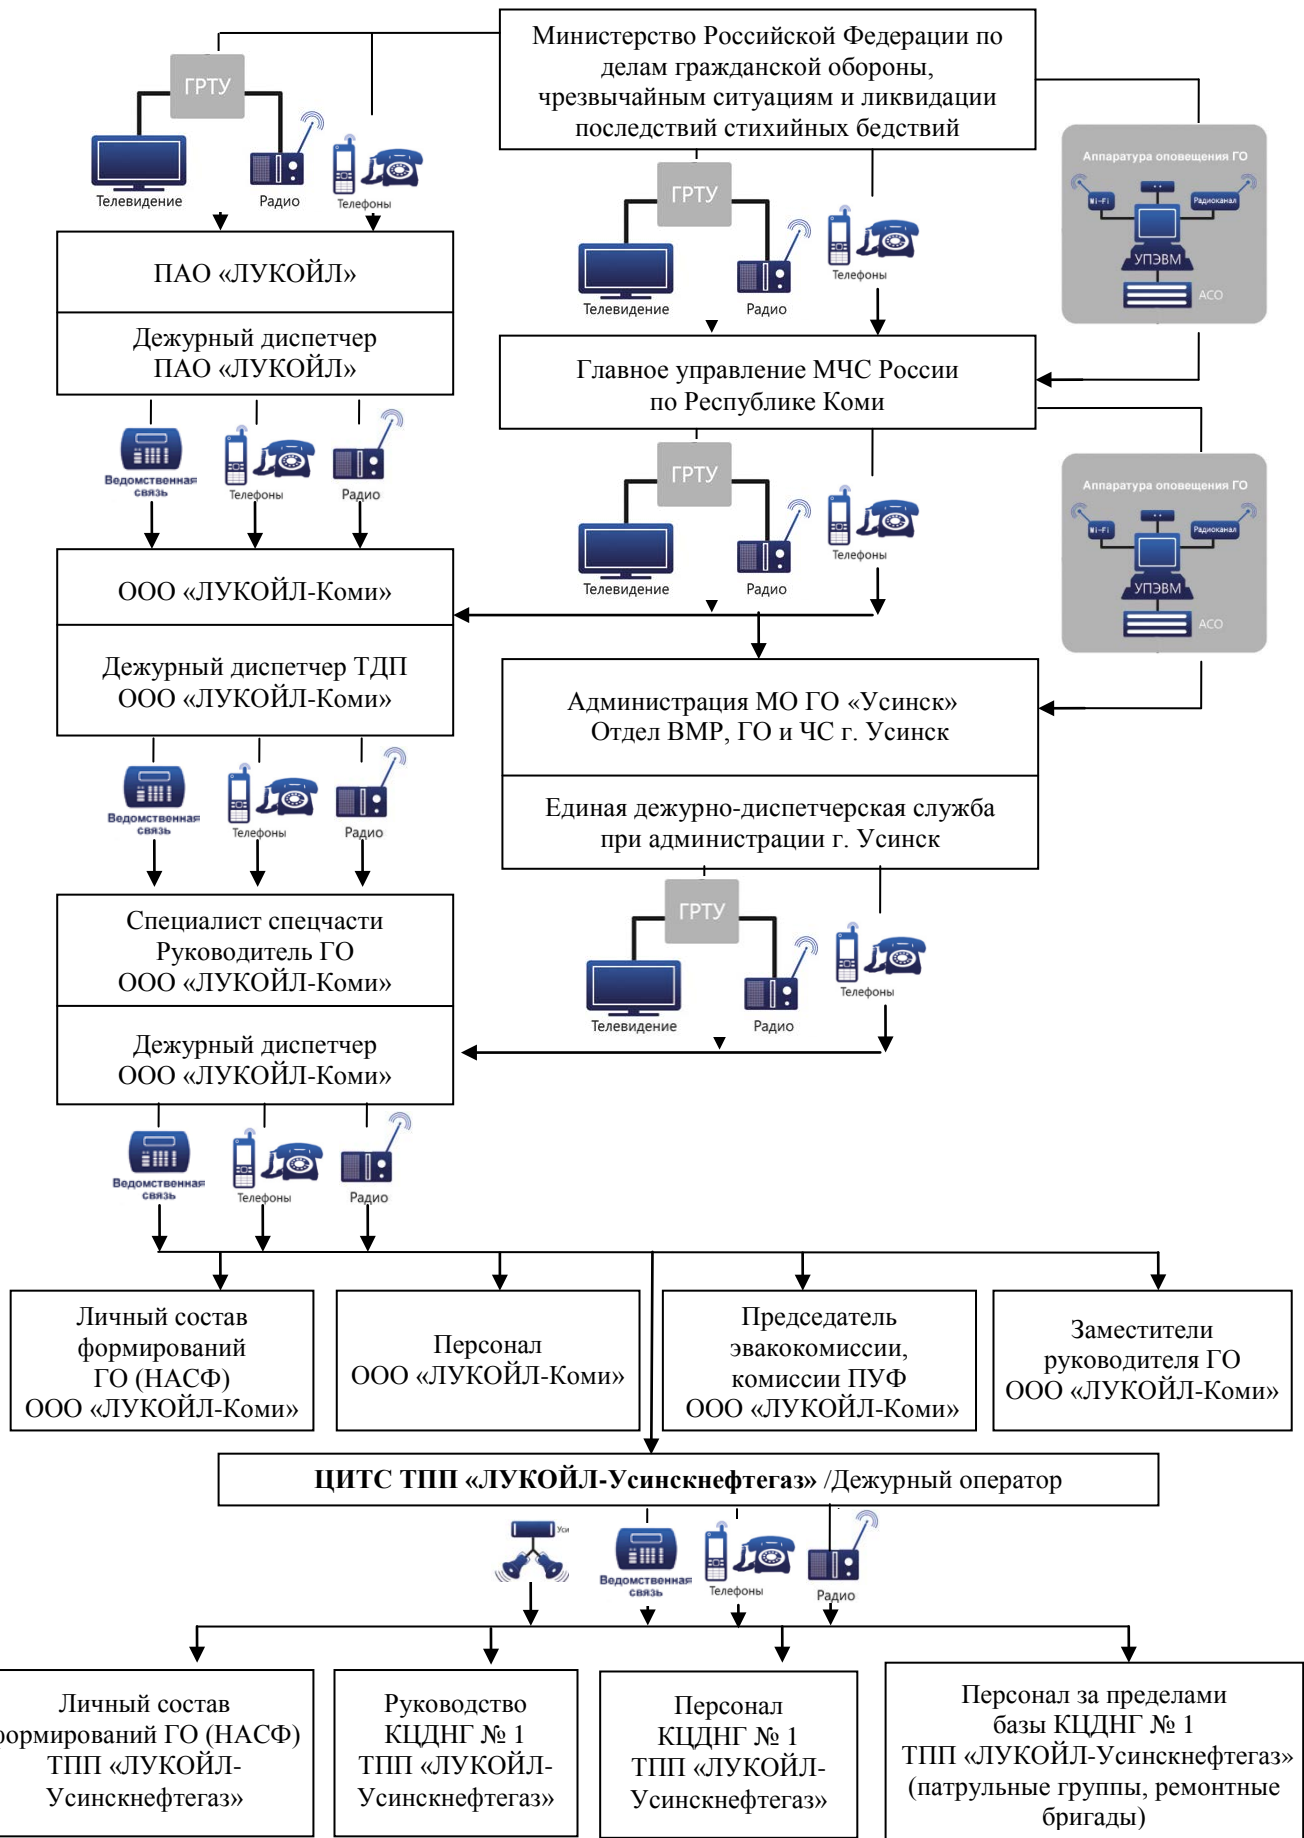 Министерство Российской Федерации по
делам гражданской обороны,
чрезвычайным ситуациям и ликвидации
последствий стихийных бедствий
ГРТУ
Телевидение
Радио
Телефоны
ГРТУ
Телевидение
Радио
Телефоны
Аппаратура оповещения ГО
Wi-Fi
Радиоканал
УПЭВМ
АСО
ПАО «ЛУКОЙЛ»
Дежурный диспетчер
ПАО «ЛУКОЙЛ»
Главное управление МЧС России
по Республике Коми
Ведомственная
связь
Телефоны
Радио
ГРТУ
Телевидение
Радио
Телефоны
Аппаратура оповещения ГО
Wi-Fi
Радиоканал
УПЭВМ
АСО
ООО «ЛУКОЙЛ-Коми»
Дежурный диспетчер ТДП
ООО «ЛУКОЙЛ-Коми»
Администрация МО ГО «Усинск»
Отдел ВМР, ГО и ЧС г. Усинск
Единая дежурно-диспетчерская служба
при администрации г. Усинск
Ведомственная
связь
Телефоны
Радио
ГРТУ
Телевидение
Радио
Телефоны
Специалист спецчасти
Руководитель ГО
ООО «ЛУКОЙЛ-Коми»
Дежурный диспетчер
ООО «ЛУКОЙЛ-Коми»
Ведомственная
связь
Телефоны
Радио
Личный состав
формирований
ГО (НАСФ)
ООО «ЛУКОЙЛ-Коми»
Персонал
ООО «ЛУКОЙЛ-Коми»
Председатель
эвакокомиссии,
комиссии ПУФ
ООО «ЛУКОЙЛ-Коми»
Заместители
руководителя ГО
ООО «ЛУКОЙЛ-Коми»
ЦИТС ТПП «ЛУКОЙЛ-Усинскнефтегаз» /Дежурный оператор
Уси
Ведомственная
связь
Телефоны
Радио
Личный состав
формирований ГО (НАСФ)
ТПП «ЛУКОЙЛ-
Усинскнефтегаз»
Руководство
КЦДНГ № 1
ТПП «ЛУКОЙЛ-
Усинскнефтегаз»
Персонал
КЦДНГ № 1
ТПП «ЛУКОЙЛ-
Усинскнефтегаз»
Персонал за пределами
базы КЦДНГ № 1
ТПП «ЛУКОЙЛ-Усинскнефтегаз»
(патрульные группы, ремонтные
бригады)